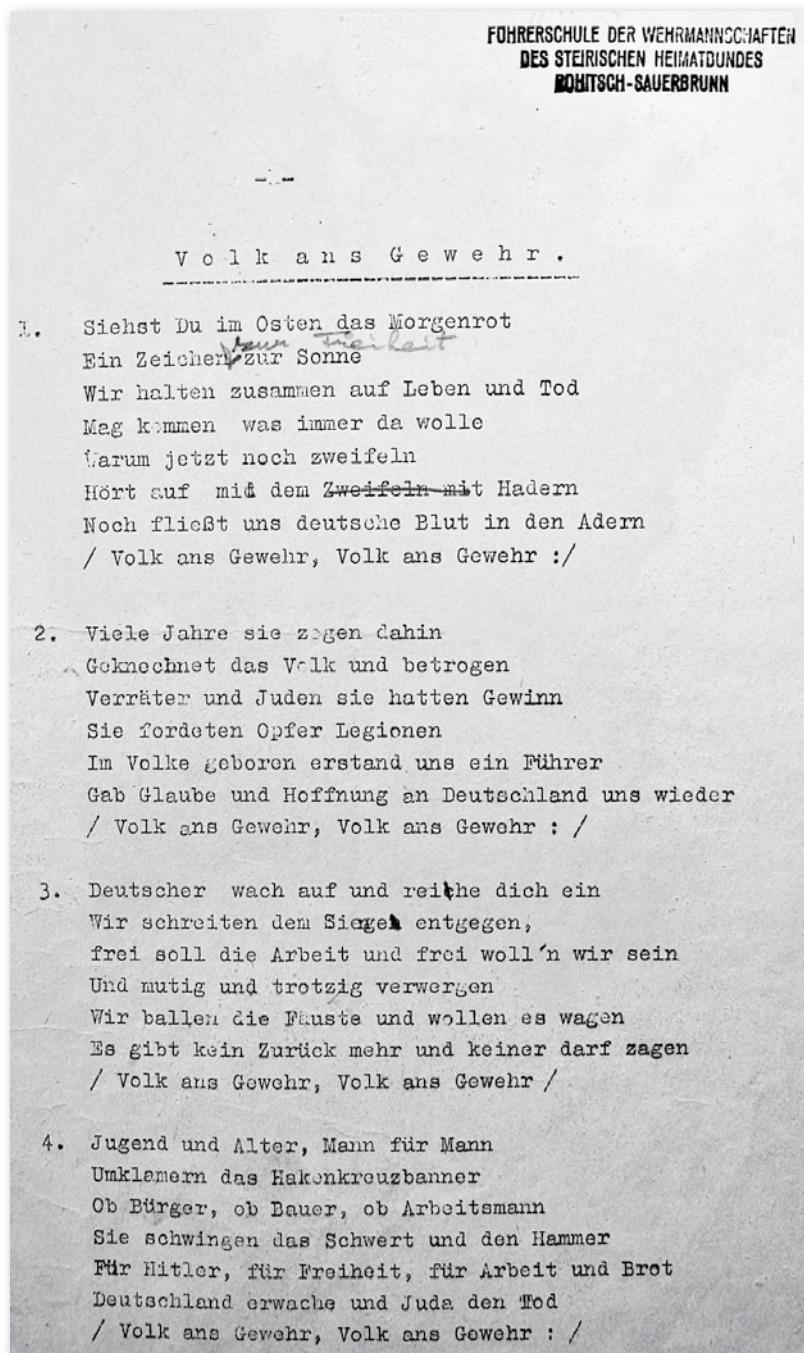 FÜHRERSCHULE DER WEHRMANNSCHAFTEN
DES STEIRISCHEN HEIMATBUNDES
ROHITSCH-SAUERBRUNN
Volk ans Gewehr.
1. Siehst Du im Osten das Morgenrot
zum Freiheit
Ein Zeichen zur Sonne
Wir halten zusammen auf Leben und Tod
Mag kommen was immer da wolle
Warum jetzt noch zweifeln
Hört auf mit dem Zweifeln mit Hadern
Noch fließt uns deutsche Blut in den Adern
/ Volk ans Gewehr, Volk ans Gewehr :/
2. Viele Jahre sie zogen dahin
Geknechnet das Volk und betrogen
Verräter und Juden sie hatten Gewinn
Sie fordeten Opfer Legionen
Im Volke geboren erstand uns ein Führer
Gab Glaube und Hoffnung an Deutschland uns wieder
/ Volk ans Gewehr, Volk ans Gewehr : /
3. Deutscher wach auf und reihe dich ein
Wir schreiten dem Siege entgegen,
frei soll die Arbeit und frei woll'n wir sein
Und mutig und trotzig verwergen
Wir ballen die Fäuste und wollen es wagen
Es gibt kein Zurück mehr und keiner darf zagen
/ Volk ans Gewehr, Volk ans Gewehr /
4. Jugend und Alter, Mann für Mann
Umklamern das Hakenkreuzbanner
Ob Bürger, ob Bauer, ob Arbeitsmann
Sie schwingen das Schwert und den Hammer
Für Hitler, für Freiheit, für Arbeit und Brot
Deutschland erwache und Juda den Tod
/ Volk ans Gewehr, Volk ans Gewehr : /